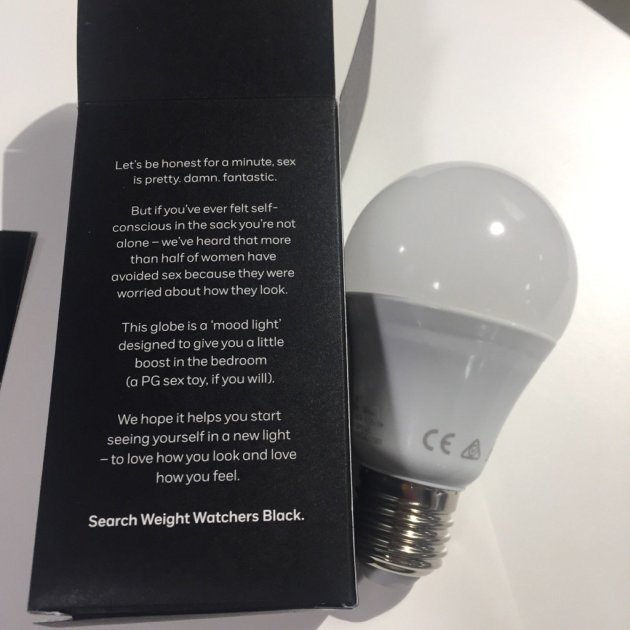 Let's be honest for a minute, sex
is pretty. damn. fantastic.
But if you've ever felt self-
conscious in the sack you're not
alone – we've heard that more
than half of women have
avoided sex because they were
worried about how they look.
This globe is a 'mood light'
designed to give you a little
boost in the bedroom
(a PG sex toy, if you will).
We hope it helps you start
seeing yourself in a new light
– to love how you look and love
how you feel.
Search Weight Watchers Black.
CE